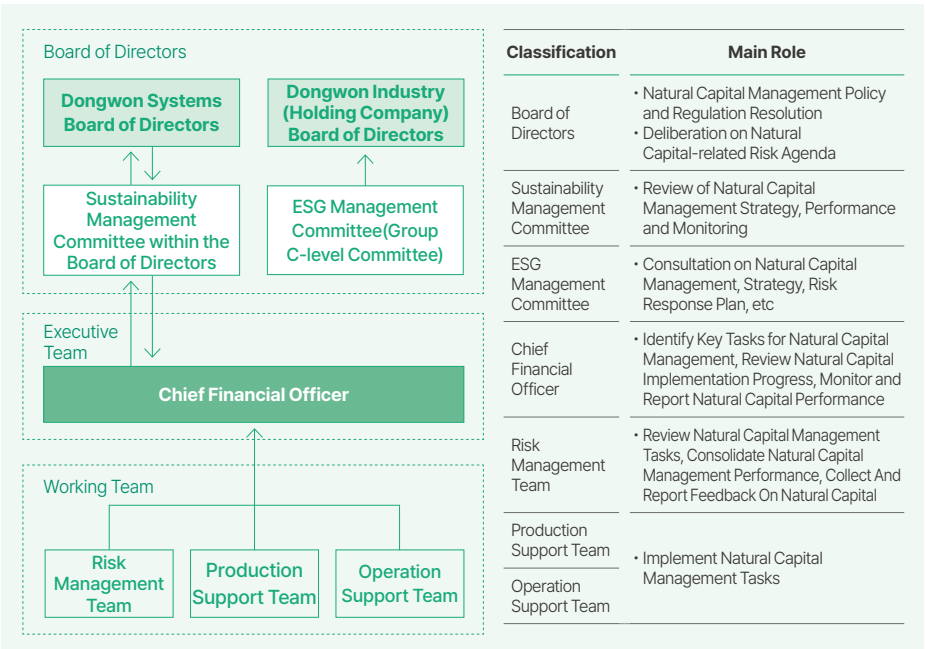 Board of Directors
Dongwon Systems
Board of Directors
Dongwon Industry
(Holding Company)
Board of Directors
Sustainability
Management
Committee within the
Board of Directors
ESG Management
Committee(Group
C-level Committee)
Executive
Team
Chief Financial Officer
Working Team
Risk
Management
Team
Production
Support Team
Operation
Support Team
Classification
Main Role
Board of
Directors
• Natural Capital Management Policy
and Regulation Resolution
• Deliberation on Natural
Capital-related Risk Agenda
Sustainability
Management
Committee
• Review of Natural Capital
Management Strategy, Performance
and Monitoring
ESG
Management
Committee
• Consultation on Natural Capital
Management, Strategy, Risk
Response Plan, etc
Chief
Financial
Officer
• Identify Key Tasks for Natural Capital
Management, Review Natural Capital
Implementation Progress, Monitor and
Report Natural Capital Performance
Risk
Management
Team
• Review Natural Capital Management
Tasks, Consolidate Natural Capital
Management Performance, Collect And
Report Feedback On Natural Capital
Production
Support Team
Operation
Support Team
• Implement Natural Capital
Management Tasks